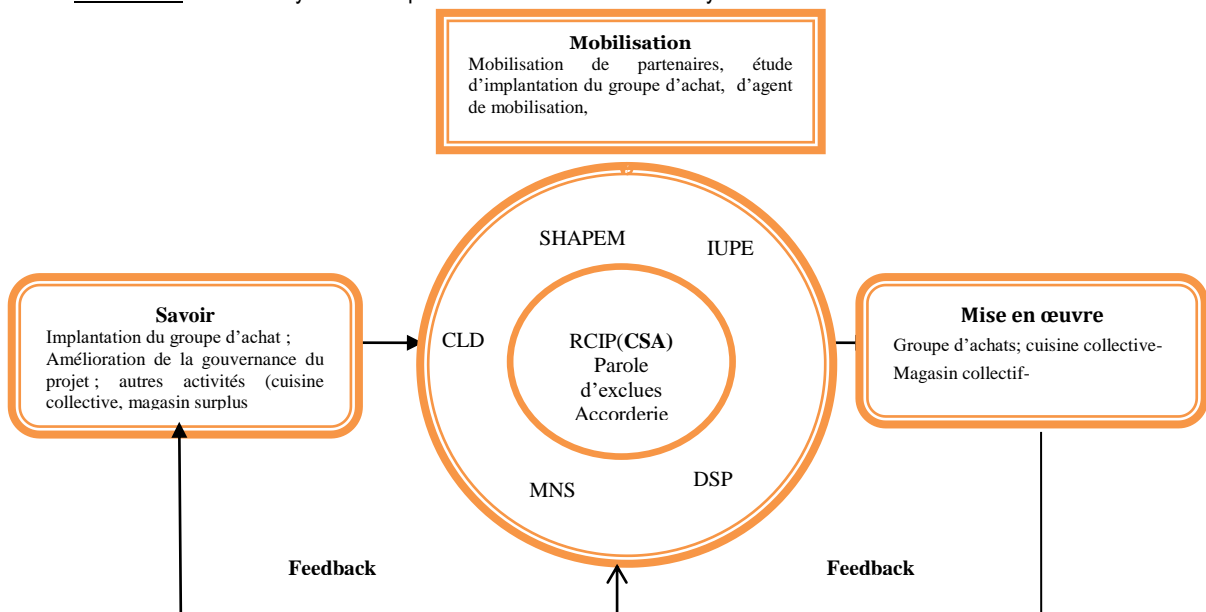 Mobilisation
Mobilisation de partenaires, étude
d'implantation du groupe d'achat, d'agent
de mobilisation,
SHAPEM
IUPE
Savoir
Implantation du groupe d'achat ;
Amélioration de la gouvernance du
projet ; autres activités (cuisine
collective, magasin surplus
CLD
RCIP(CSA)
Parole
d'exclues
Accorderie
Mise en œuvre
Groupe d'achats; cuisine collective-
Magasin collectif-
MNS
DSP
Feedback
Feedback